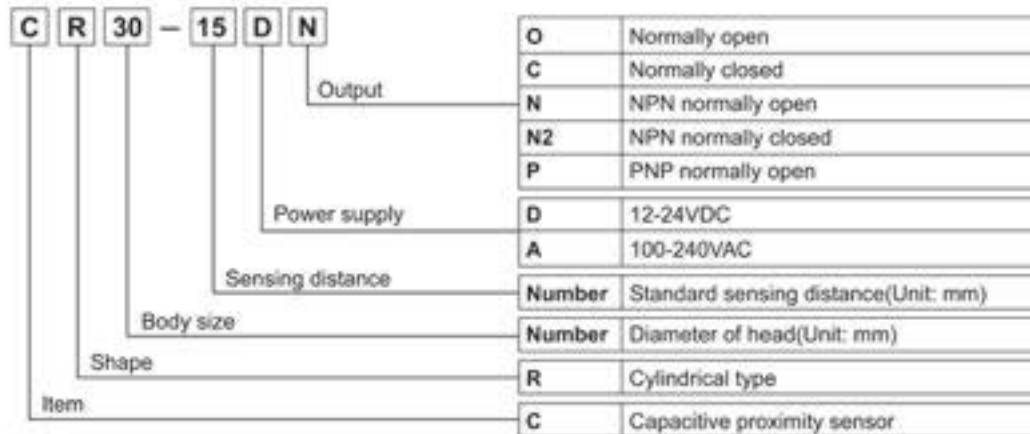 C R 30 – 15 D N
Output
O Normally open
C Normally closed
N NPN normally open
N2 NPN normally closed
P PNP normally open
Power supply
D 12-24VDC
A 100-240VAC
Sensing distance
Number Standard sensing distance(Unit: mm)
Body size
Number Diameter of head(Unit: mm)
Shape
R Cylindrical type
Item
C Capacitive proximity sensor